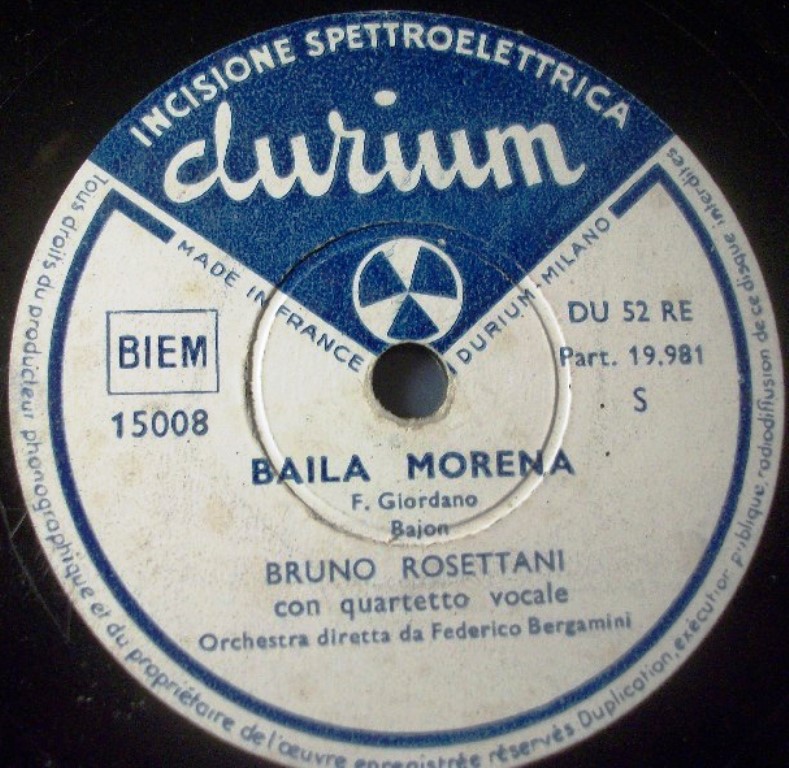 INCISIONE SPETTROELETTRICA
durium
MADE IN FRANCE
DURIUM-MILANO
BIEM
15008
DU 52 RE
Part. 19.981
S
BAILA MORENA
F. Giordano
Bajon
BRUNO ROSETTANI
con quartetto vocale
Orchestra diretta da Federico Bergamini
Tous droits du producteur phonographique et du propriétaire de l'œuvre enregistrée réservés Duplication, exécution publique, radiodiffusion de ce disque interdites